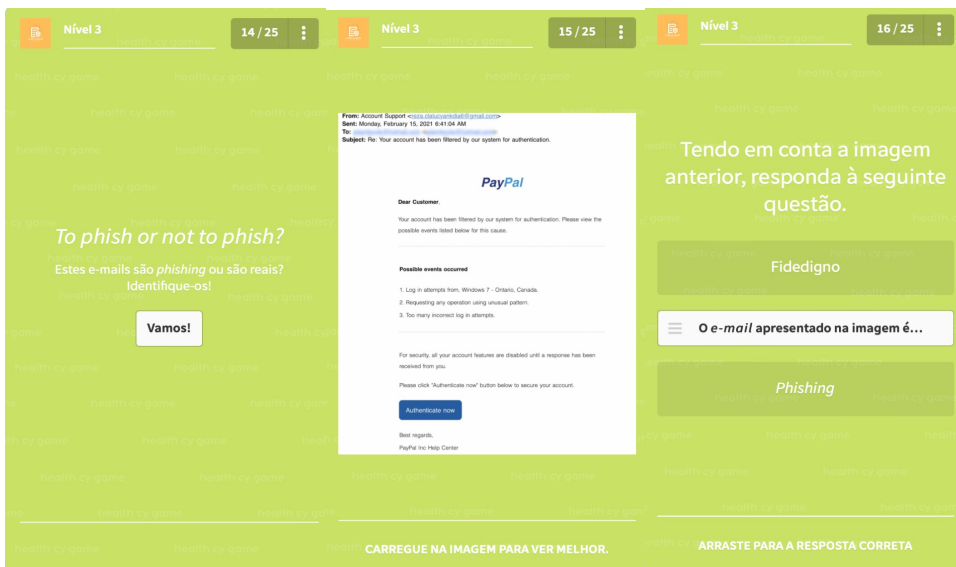 Nível 3
14 / 25
To phish or not to phish?
Estes e-mails são phishing ou são reais?
Identifique-os!
Vamos!
Nível 3
15 / 25
From: Account Support
Sent: Monday, February 15, 2021 6:41:04 AM
To:
Subject: Re: Your account has been filtered by our system for authentication.
PayPal
Dear Customer,
Your account has been filtered by our system for authentication. Please view the
possible events listed below for this cause.
Possible events occurred
1. Log in attempts from, Windows 7 - Ontario, Canada.
2. Requesting any operation using unusual pattern.
3. Too many incorrect log in attempts.
For security, all your account features are disabled until a response has been
received from you.
Please click "Authenticate now" button below to secure your account.
Authenticate now
Best regards,
PayPal Inc Help Center
CARREGUE NA IMAGEM PARA VER MELHOR.
Nível 3
16 / 25
Tendo em conta a imagem
anterior, responda à seguinte
questão.
Fidedigno
O e-mail apresentado na imagem é...
Phishing
ARRASTE PARA A RESPOSTA CORRETA
health cy game